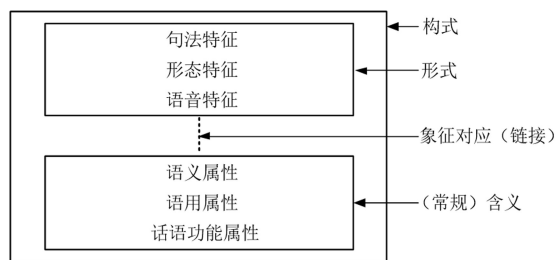 句法特征
形态特征
语音特征
语义属性
语用属性
话语功能属性
构式
形式
象征对应（链接）
（常规）含义